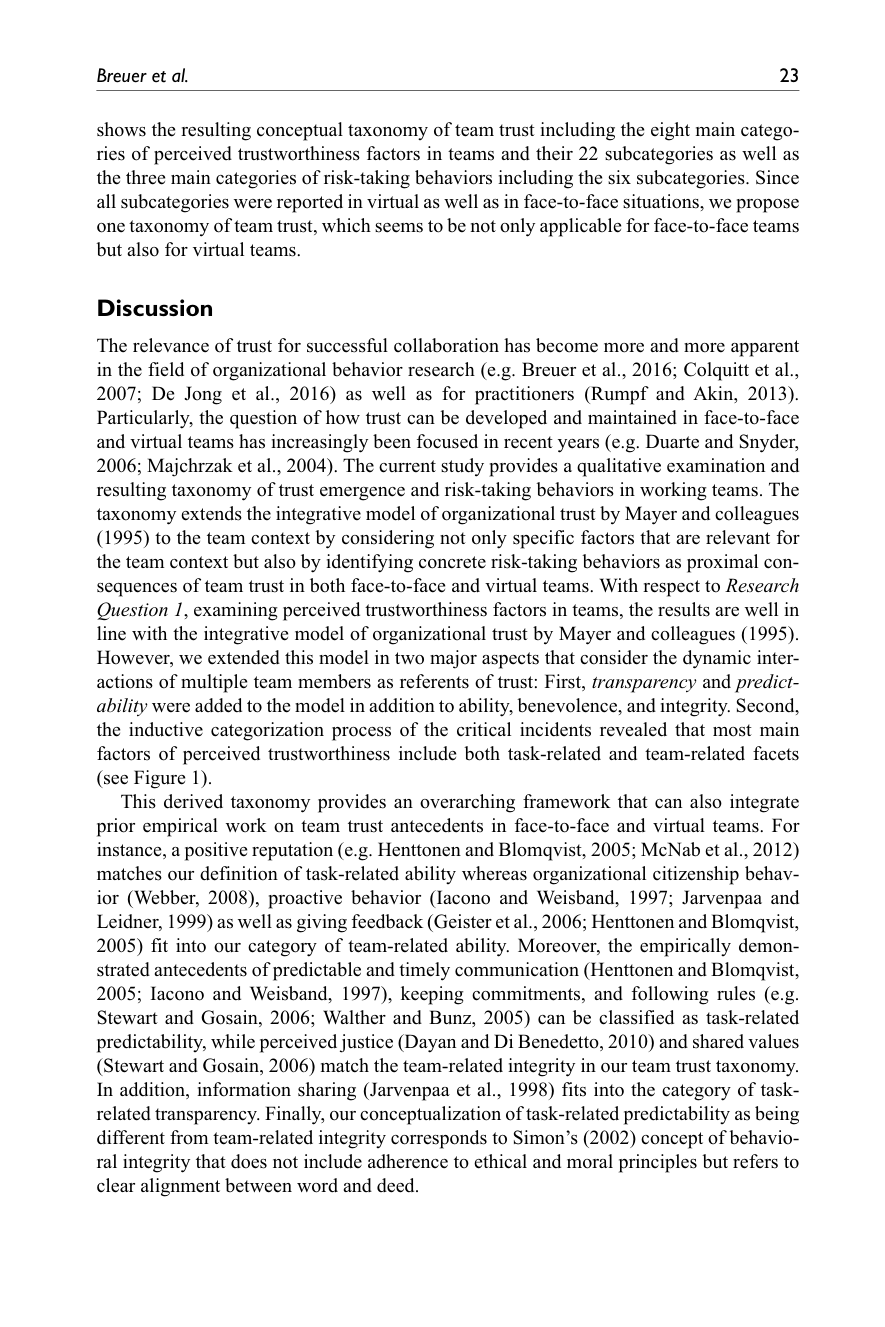 Breuer et al. 23
shows the resulting conceptual taxonomy of team trust including the eight main catego-
ries of perceived trustworthiness factors in teams and their 22 subcategories as well as
the three main categories of risk-taking behaviors including the six subcategories. Since
all subcategories were reported in virtual as well as in face-to-face situations, we propose
one taxonomy of team trust, which seems to be not only applicable for face-to-face teams
but also for virtual teams.
Discussion
The relevance of trust for successful collaboration has become more and more apparent
in the field of organizational behavior research (e.g. Breuer et al., 2016; Colquitt et al.,
2007; De Jong et al., 2016) as well as for practitioners (Rumpf and Akin, 2013).
Particularly, the question of how trust can be developed and maintained in face-to-face
and virtual teams has increasingly been focused in recent years (e.g. Duarte and Snyder,
2006; Majchrzak et al., 2004). The current study provides a qualitative examination and
resulting taxonomy of trust emergence and risk-taking behaviors in working teams. The
taxonomy extends the integrative model of organizational trust by Mayer and colleagues
(1995) to the team context by considering not only specific factors that are relevant for
the team context but also by identifying concrete risk-taking behaviors as proximal con-
sequences of team trust in both face-to-face and virtual teams. With respect to Research
Question 1, examining perceived trustworthiness factors in teams, the results are well in
line with the integrative model of organizational trust by Mayer and colleagues (1995).
However, we extended this model in two major aspects that consider the dynamic inter-
actions of multiple team members as referents of trust: First, transparency and predict-
ability were added to the model in addition to ability, benevolence, and integrity. Second,
the inductive categorization process of the critical incidents revealed that most main
factors of perceived trustworthiness include both task-related and team-related facets
(see Figure 1).
This derived taxonomy provides an overarching framework that can also integrate
prior empirical work on team trust antecedents in face-to-face and virtual teams. For
instance, a positive reputation (e.g. Henttonen and Blomqvist, 2005; McNab et al., 2012)
matches our definition of task-related ability whereas organizational citizenship behav-
ior (Webber, 2008), proactive behavior (Iacono and Weisband, 1997; Jarvenpaa and
Leidner, 1999) as well as giving feedback (Geister et al., 2006; Henttonen and Blomqvist,
2005) fit into our category of team-related ability. Moreover, the empirically demon-
strated antecedents of predictable and timely communication (Henttonen and Blomqvist,
2005; Iacono and Weisband, 1997), keeping commitments, and following rules (e.g.
Stewart and Gosain, 2006; Walther and Bunz, 2005) can be classified as task-related
predictability, while perceived justice (Dayan and Di Benedetto, 2010) and shared values
(Stewart and Gosain, 2006) match the team-related integrity in our team trust taxonomy.
In addition, information sharing (Jarvenpaa et al., 1998) fits into the category of task-
related transparency. Finally, our conceptualization of task-related predictability as being
different from team-related integrity corresponds to Simon’s (2002) concept of behavio-
ral integrity that does not include adherence to ethical and moral principles but refers to
clear alignment between word and deed.